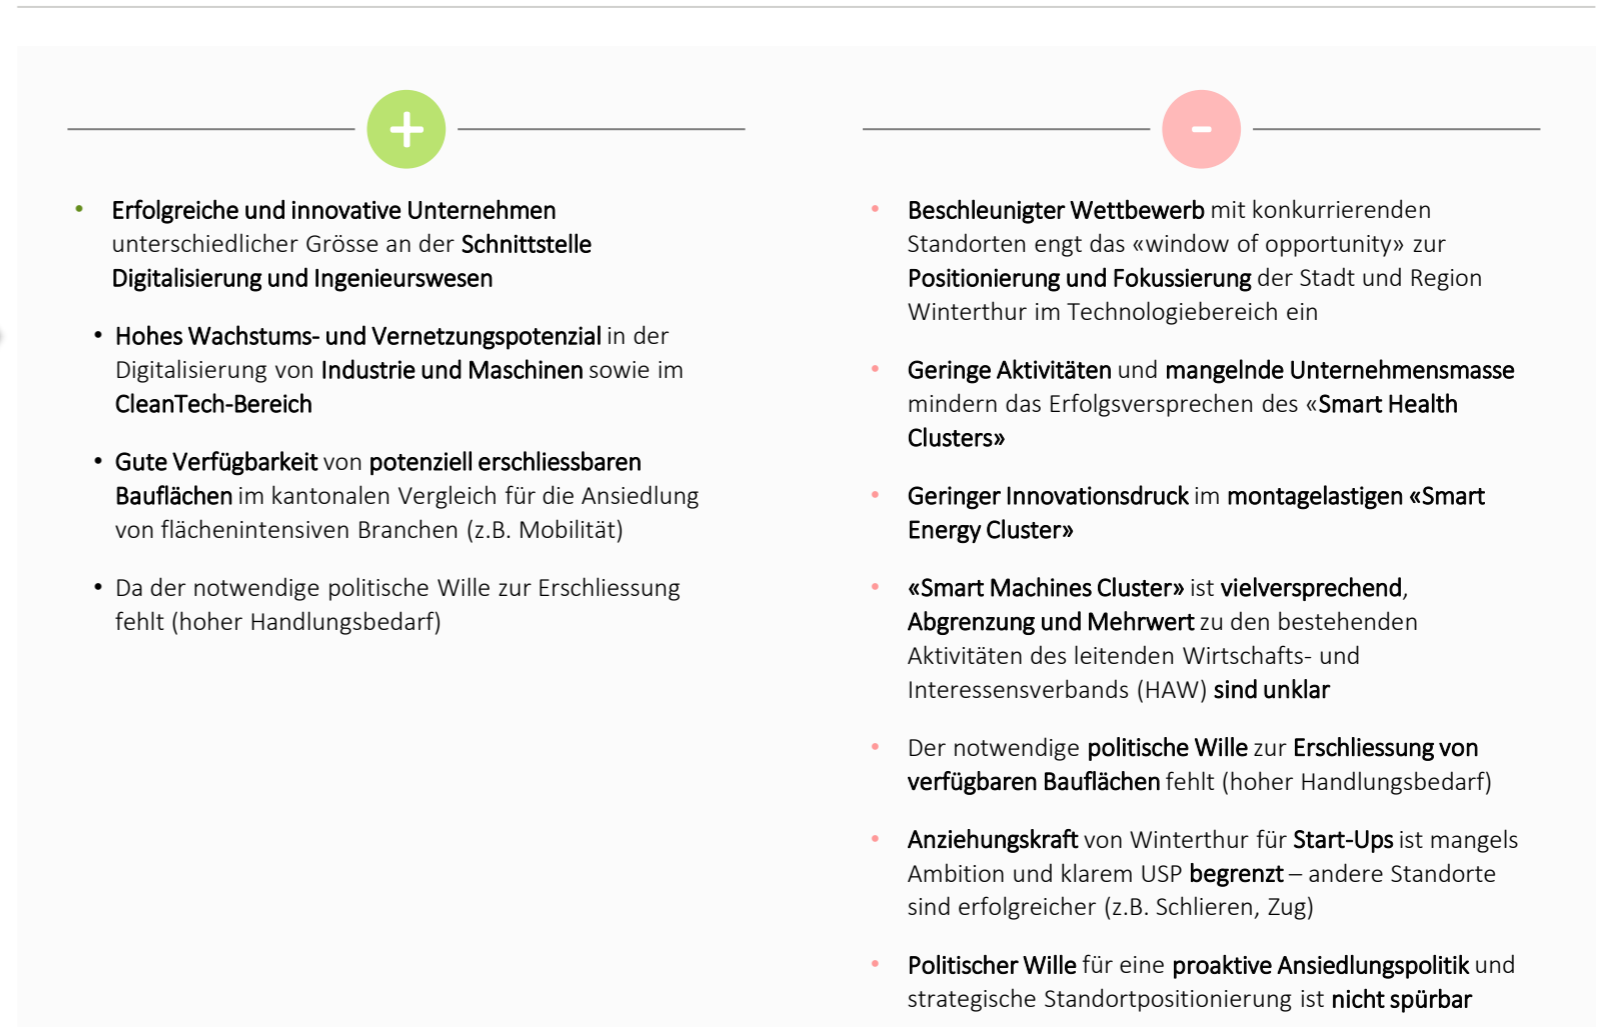 +
• Erfolgreiche und innovative Unternehmen
unterschiedlicher Grösse an der Schnittstelle
Digitalisierung und Ingenieurswesen
• Hohes Wachstums- und Vernetzungspotenzial in der
Digitalisierung von Industrie und Maschinen sowie im
CleanTech-Bereich
• Gute Verfügbarkeit von potenziell erschliessbaren
Bauflächen im kantonalen Vergleich für die Ansiedlung
von flächenintensiven Branchen (z.B. Mobilität)
• Da der notwendige politische Wille zur Erschliessung
fehlt (hoher Handlungsbedarf)
-
• Beschleunigter Wettbewerb mit konkurrierenden
Standorten engt das «window of opportunity» zur
Positionierung und Fokussierung der Stadt und Region
Winterthur im Technologiebereich ein
• Geringe Aktivitäten und mangelnde Unternehmensmasse
mindern das Erfolgsversprechen des «Smart Health
Clusters»
• Geringer Innovationsdruck im montagelastigen «Smart
Energy Cluster»
• «Smart Machines Cluster» ist vielversprechend,
Abgrenzung und Mehrwert zu den bestehenden
Aktivitäten des leitenden Wirtschafts- und
Interessensverbands (HAW) sind unklar
• Der notwendige politische Wille zur Erschliessung von
verfügbaren Bauflächen fehlt (hoher Handlungsbedarf)
• Anziehungskraft von Winterthur für Start-Ups ist mangels
Ambition und klarem USP begrenzt – andere Standorte
sind erfolgreicher (z.B. Schlieren, Zug)
• Politischer Wille für eine proaktive Ansiedlungspolitik und
strategische Standortpositionierung ist nicht spürbar